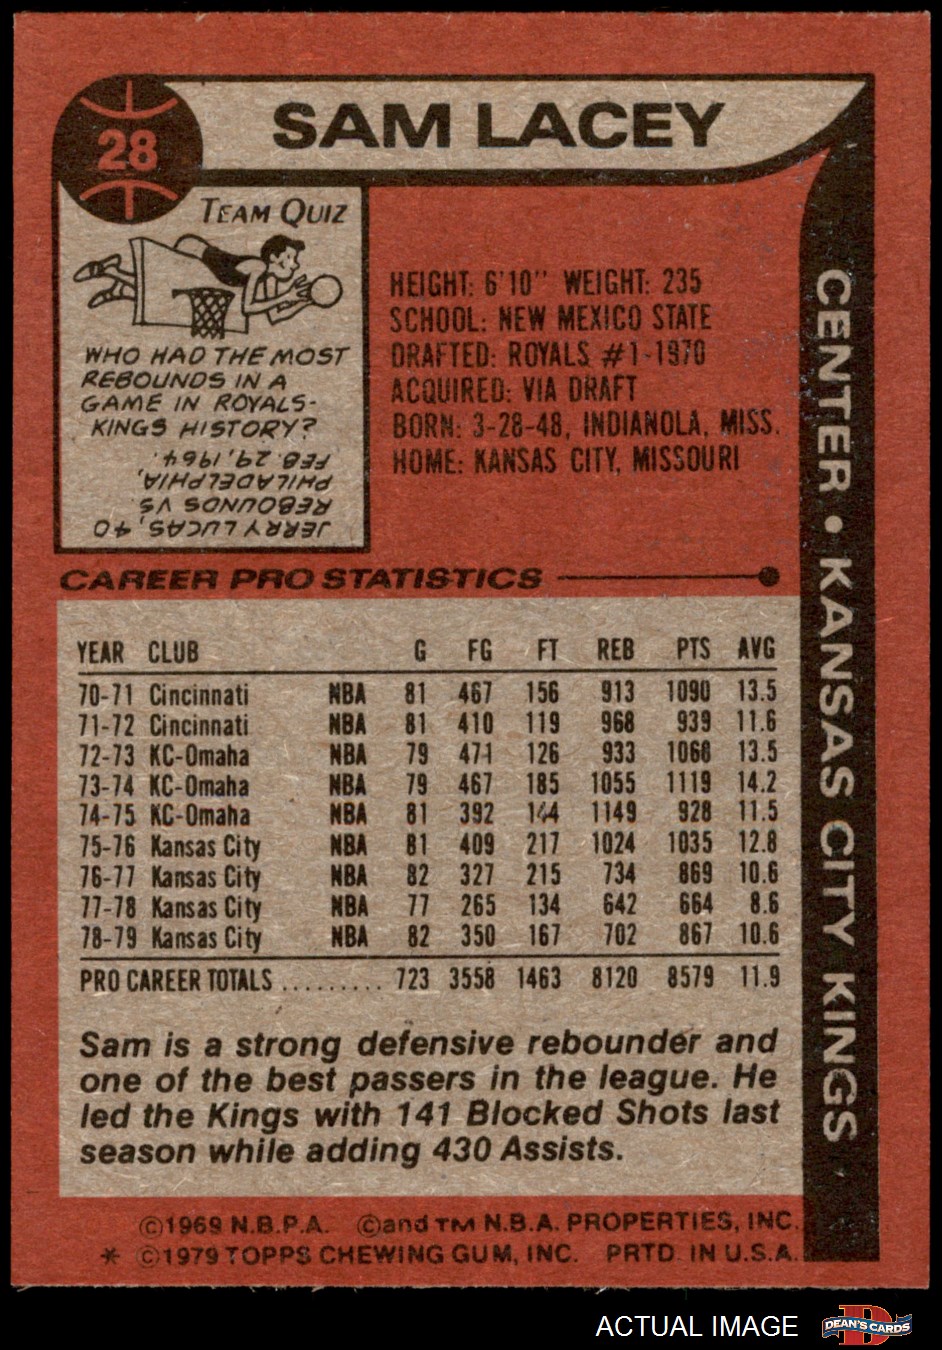 28
SAM LACEY
TEAM QUIZ
WHO HAD THE MOST
REBOUNDS IN A
GAME IN ROYALS-
KINGS HISTORY?
JERRY LUCAS, 40
REBOUNDS VS
PHILADELPHIA,
FEB. 29, 1964.
HEIGHT: 6'10" WEIGHT: 235
SCHOOL: NEW MEXICO STATE
DRAFTED: ROYALS #1-1970
ACQUIRED: VIA DRAFT
BORN: 3-28-48, INDIANOLA, MISS.
HOME: KANSAS CITY, MISSOURI
CENTER • KANSAS CITY KINGS
CAREER PRO STATISTICS
YEAR CLUB G FG FT REB PTS AVG
70-71 Cincinnati NBA 81 467 156 913 1090 13.5
71-72 Cincinnati NBA 81 410 119 968 939 11.6
72-73 KC-Omaha NBA 79 471 126 933 1068 13.5
73-74 KC-Omaha NBA 79 467 185 1055 1119 14.2
74-75 KC-Omaha NBA 81 392 144 1149 928 11.5
75-76 Kansas City NBA 81 409 217 1024 1035 12.8
76-77 Kansas City NBA 82 327 215 734 869 10.6
77-78 Kansas City NBA 77 265 134 642 664 8.6
78-79 Kansas City NBA 82 350 167 702 867 10.6
PRO CAREER TOTALS ......... 723 3558 1463 8120 8579 11.9
Sam is a strong defensive rebounder and
one of the best passers in the league. He
led the Kings with 141 Blocked Shots last
season while adding 430 Assists.
©1969 N.B.P.A. ©and TM N.B.A. PROPERTIES, INC.
* ©1979 TOPPS CHEWING GUM, INC. PRTD. IN U.S.A.
ACTUAL IMAGE
D DEAN'S CARDS